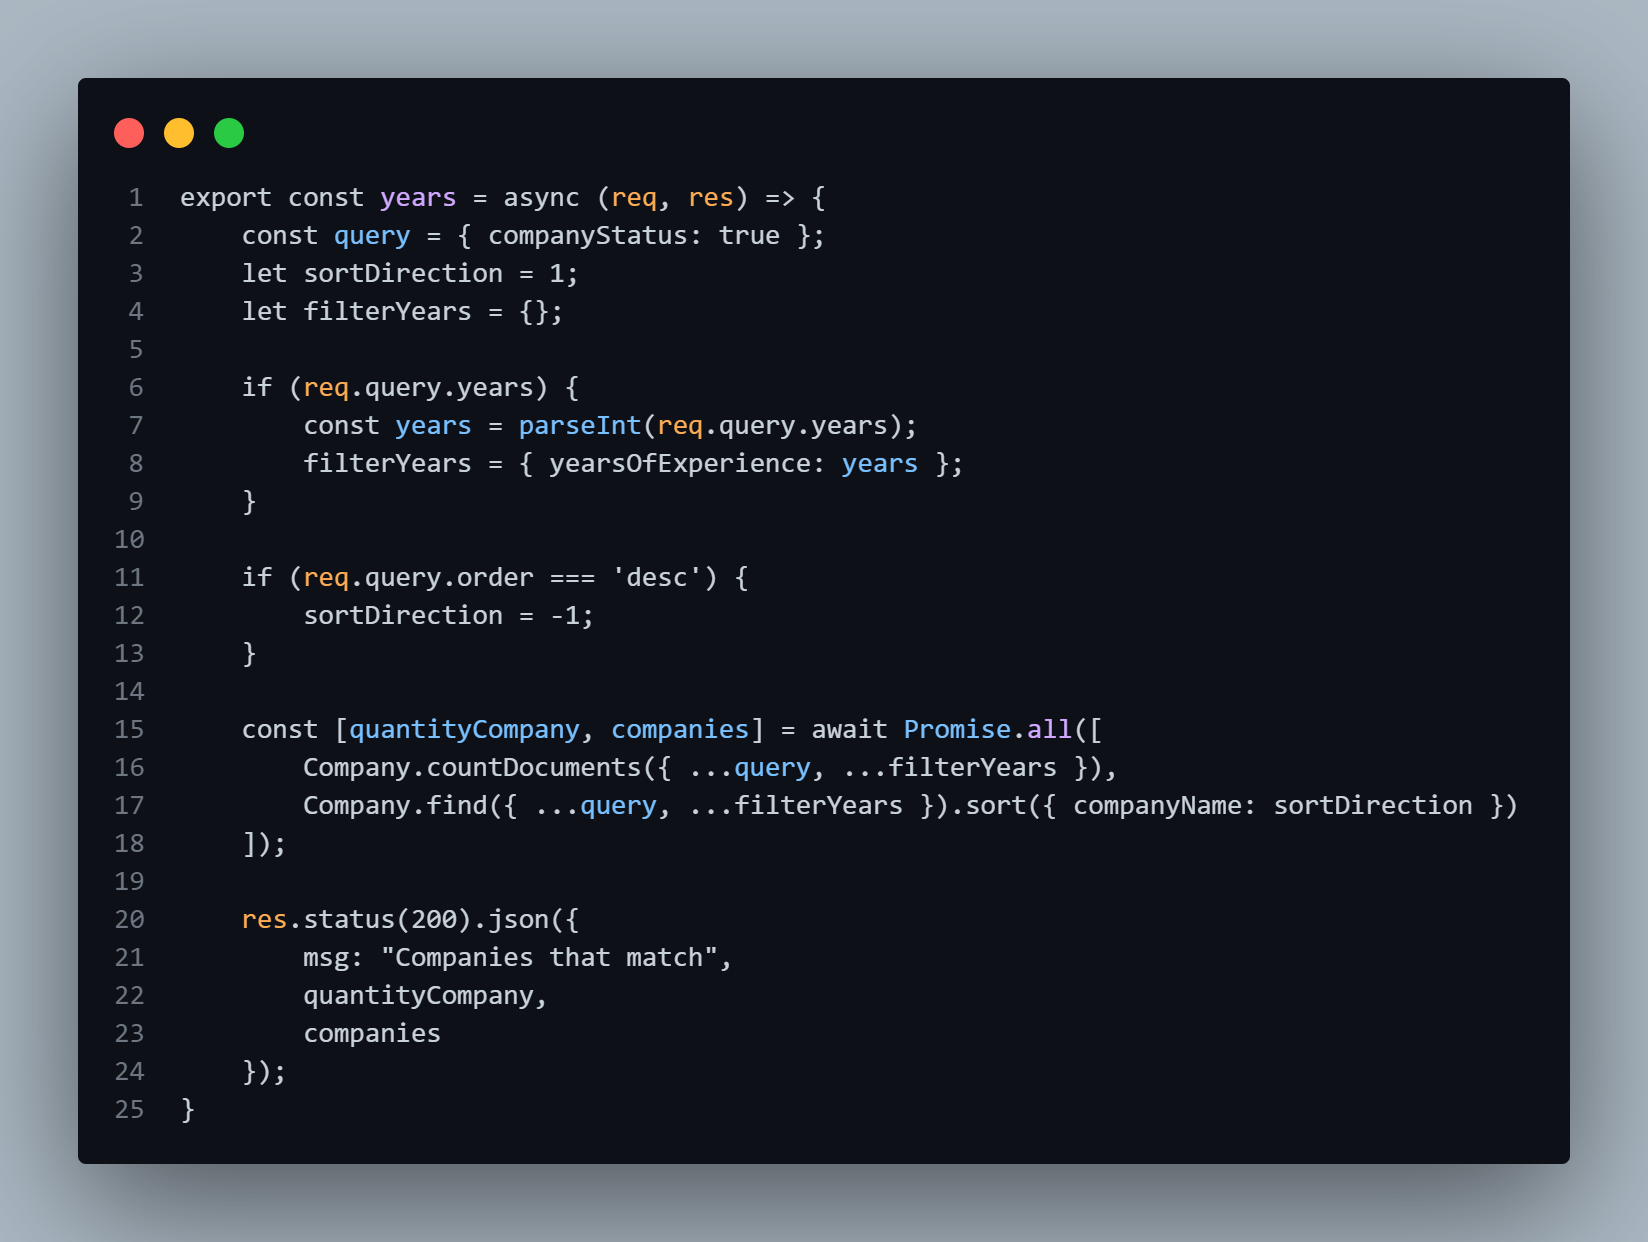 1 export const years = async (req, res) => {
2     const query = { companyStatus: true };
3     let sortDirection = 1;
4     let filterYears = {};
5
6     if (req.query.years) {
7         const years = parseInt(req.query.years);
8         filterYears = { yearsOfExperience: years };
9     }
10
11     if (req.query.order === 'desc') {
12         sortDirection = -1;
13     }
14
15     const [quantityCompany, companies] = await Promise.all([
16         Company.countDocuments({ ...query, ...filterYears }),
17         Company.find({ ...query, ...filterYears }).sort({ companyName: sortDirection })
18     ]);
19
20     res.status(200).json({
21         msg: "Companies that match",
22         quantityCompany,
23         companies
24     });
25 }